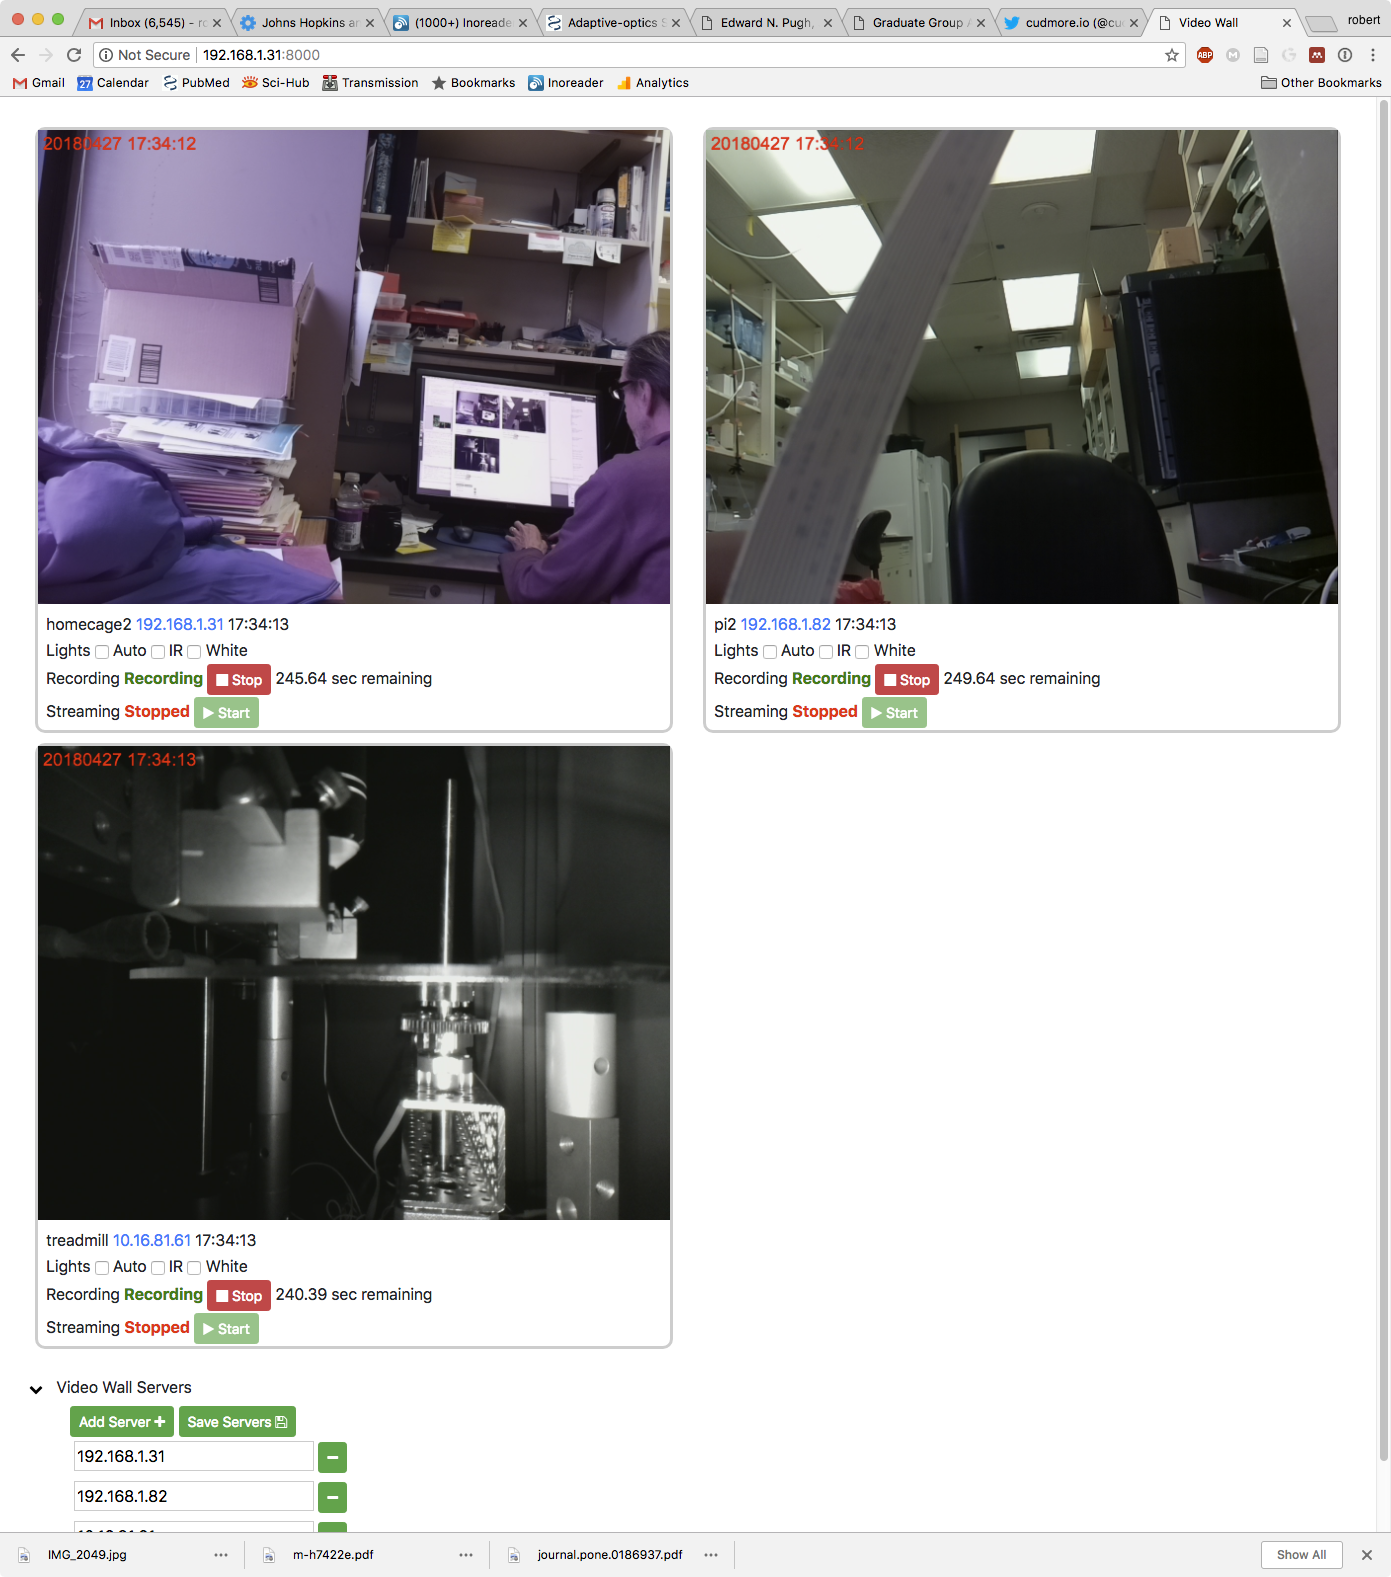 Inbox (6,545) - ro
Johns Hopkins an
(1000+) Inoreade
Adaptive-optics S
Edward N. Pugh,
Graduate Group A
cudmore.io (@cud
Video Wall
robert
Not Secure 192.168.1.31:8000
ABP
Gmail
27 Calendar
PubMed
Sci-Hub
Transmission
Bookmarks
Inoreader
Analytics
Other Bookmarks
20180427 17:34:12
homecage2 192.168.1.31 17:34:13
Lights Auto IR White
Recording Recording Stop 245.64 sec remaining
Streaming Stopped Start
20180427 17:34:12
pi2 192.168.1.82 17:34:13
Lights Auto IR White
Recording Recording Stop 249.64 sec remaining
Streaming Stopped Start
20180427 17:34:13
treadmill 10.16.81.61 17:34:13
Lights Auto IR White
Recording Recording Stop 240.39 sec remaining
Streaming Stopped Start
Video Wall Servers
Add Server
Save Servers
192.168.1.31
192.168.1.82
IMG_2049.jpg
m-h7422e.pdf
journal.pone.0186937.pdf
Show All